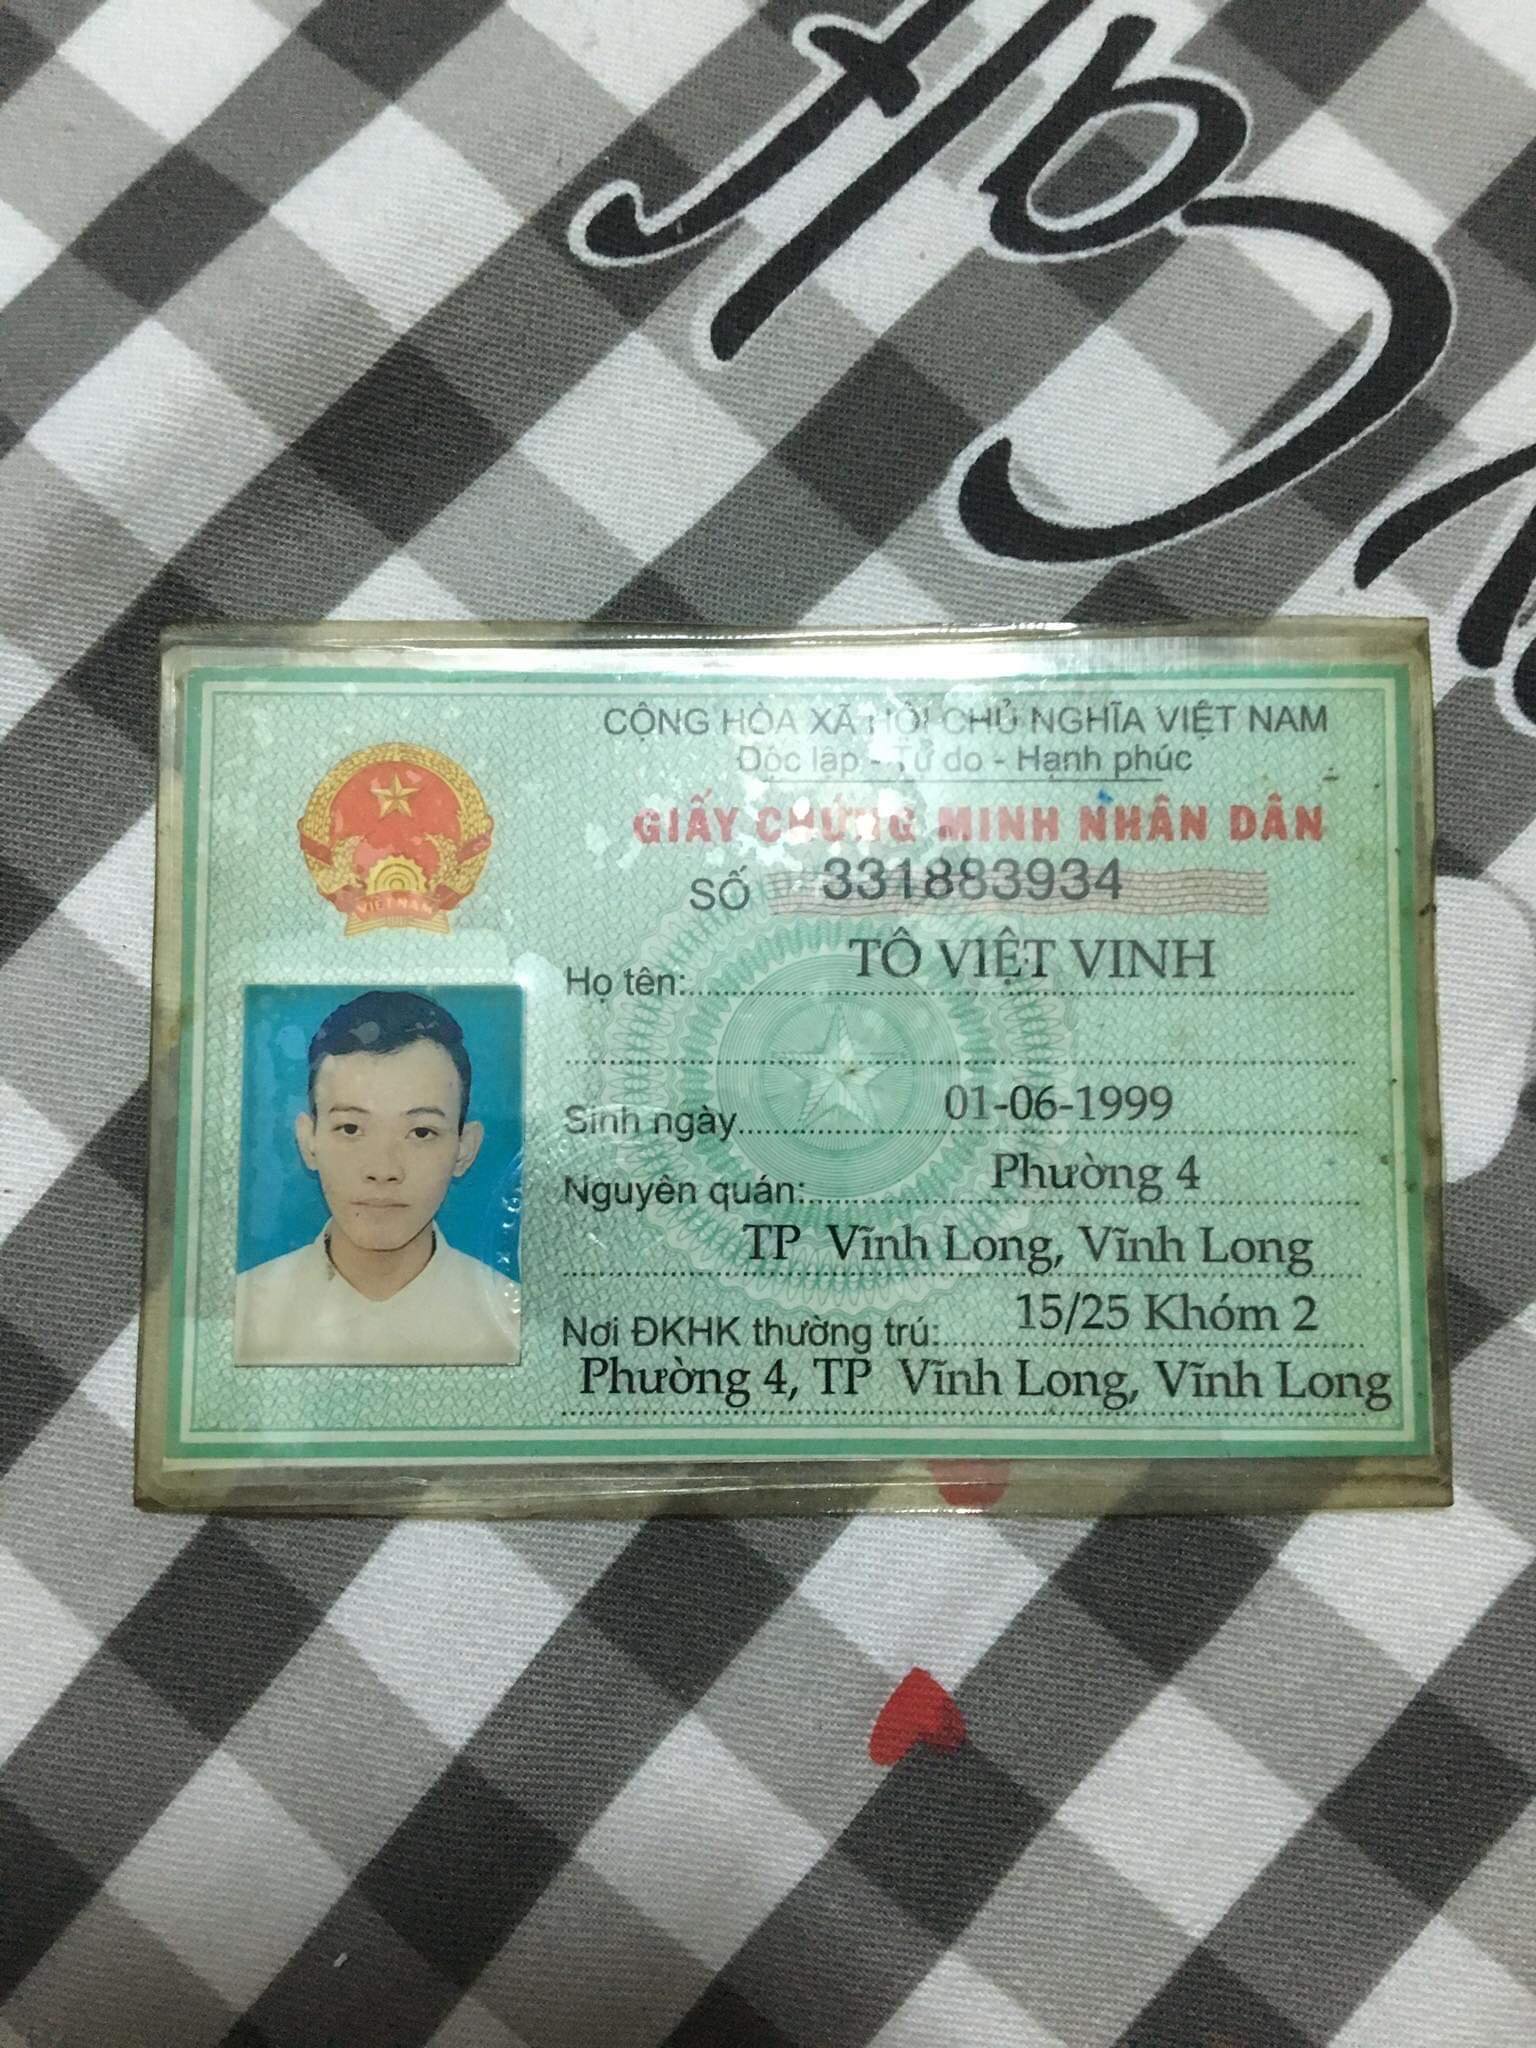 CỘNG HÒA XÃ HỘI CHỦ NGHĨA VIỆT NAM
Độc lập - Tự do - Hạnh phúc
GIẤY CHỨNG MINH NHÂN DÂN
SỐ 331883934
Họ tên: TÔ VIỆT VINH
Sinh ngày 01-06-1999
Nguyên quán: Phường 4
TP Vĩnh Long, Vĩnh Long
Nơi ĐKHK thường trú: 15/25 Khóm 2
Phường 4, TP Vĩnh Long, Vĩnh Long
VIỆT NAM